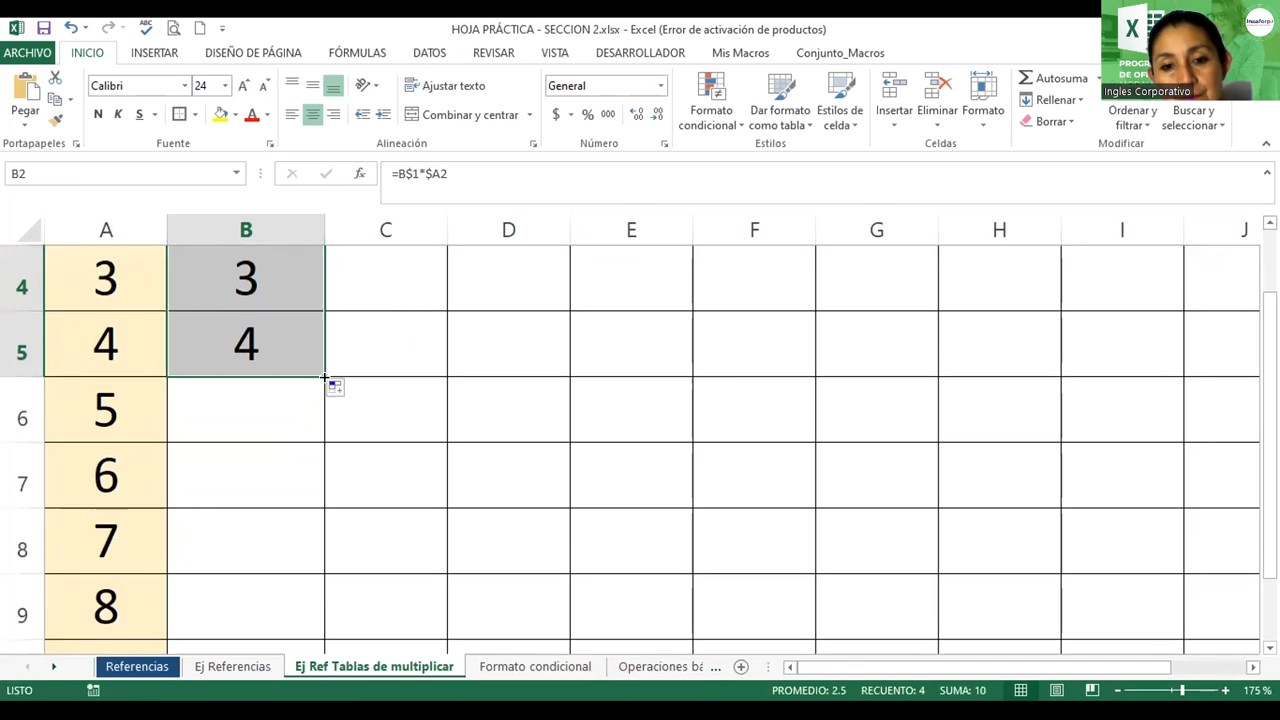 HOJA PRÁCTICA - SECCION 2.xlsx - Excel (Error de activación de productos)
ARCHIVO INICIO INSERTAR DISEÑO DE PÁGINA FÓRMULAS DATOS REVISAR VISTA DESARROLLADOR Mis Macros Conjunto_Macros
Ingles Corporativo
Pegar
Portapapeles
Calibri 24
N K S
Fuente
Ajustar texto
Combinar y centrar
Alineación
General
$ % 000
Número
Formato condicional
Dar formato como tabla
Estilos de celda
Estilos
Insertar
Eliminar
Formato
Celdas
Autosuma
Rellenar
Borrar
Ordenar y filtrar
Buscar y seleccionar
Modificar
B2 =B$1*$A2
A B C D E F G H I J
4 3 3
5 4 4
6 5
7 6
8 7
9 8
Referencias Ej Referencias Ej Ref Tablas de multiplicar Formato condicional Operaciones bá ...
LISTO PROMEDIO: 2.5 RECUENTO: 4 SUMA: 10 175 %